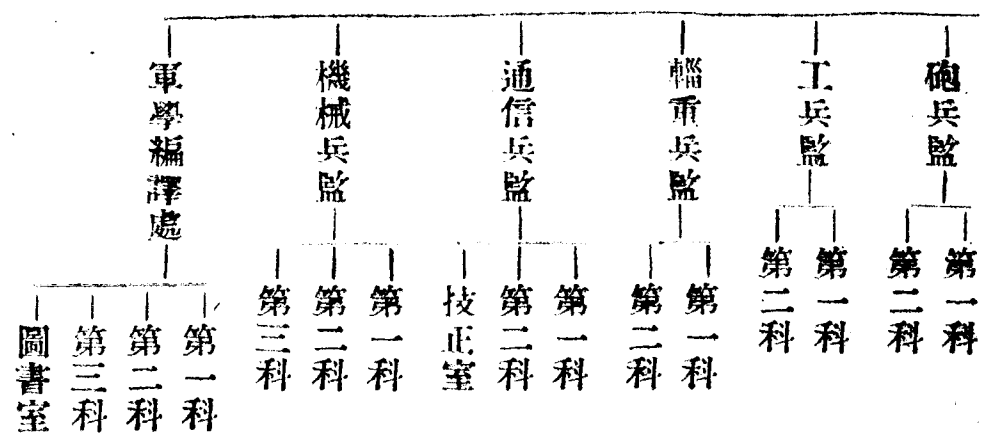 砲兵監
第一科
第二科
工兵監
第一科
第二科
輜重兵監
第一科
第二科
通信兵監
第一科
第二科
技正室
機械兵監
第一科
第二科
第三科
軍學編譯處
第一科
第二科
第三科
圖書室